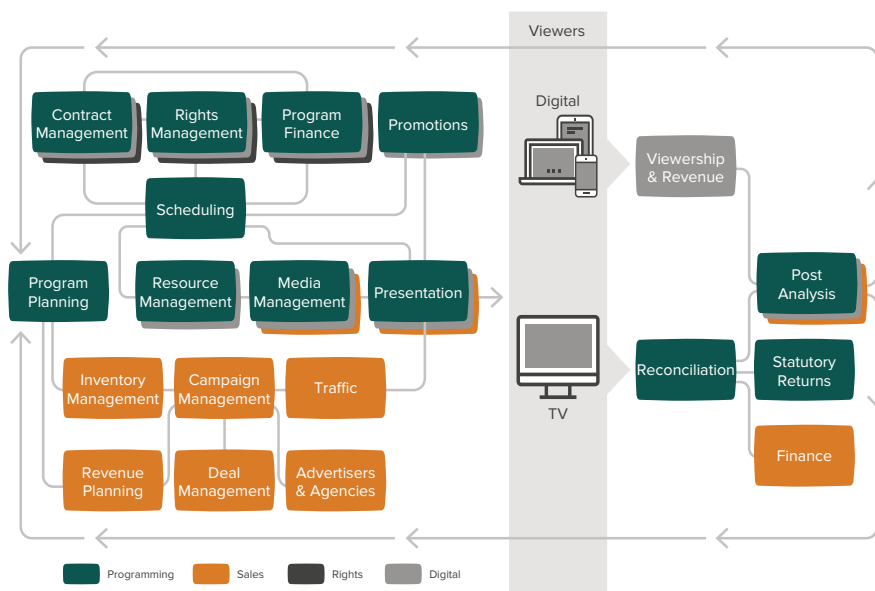 Viewers
Contract
Management
Rights
Management
Program
Finance
Promotions
Digital
Viewership
& Revenue
Scheduling
Program
Planning
Resource
Management
Media
Management
Presentation
Post
Analysis
Inventory
Management
Campaign
Management
Traffic
TV
Reconciliation
Statutory
Returns
Revenue
Planning
Deal
Management
Advertisers
& Agencies
Finance
Programming
Sales
Rights
Digital